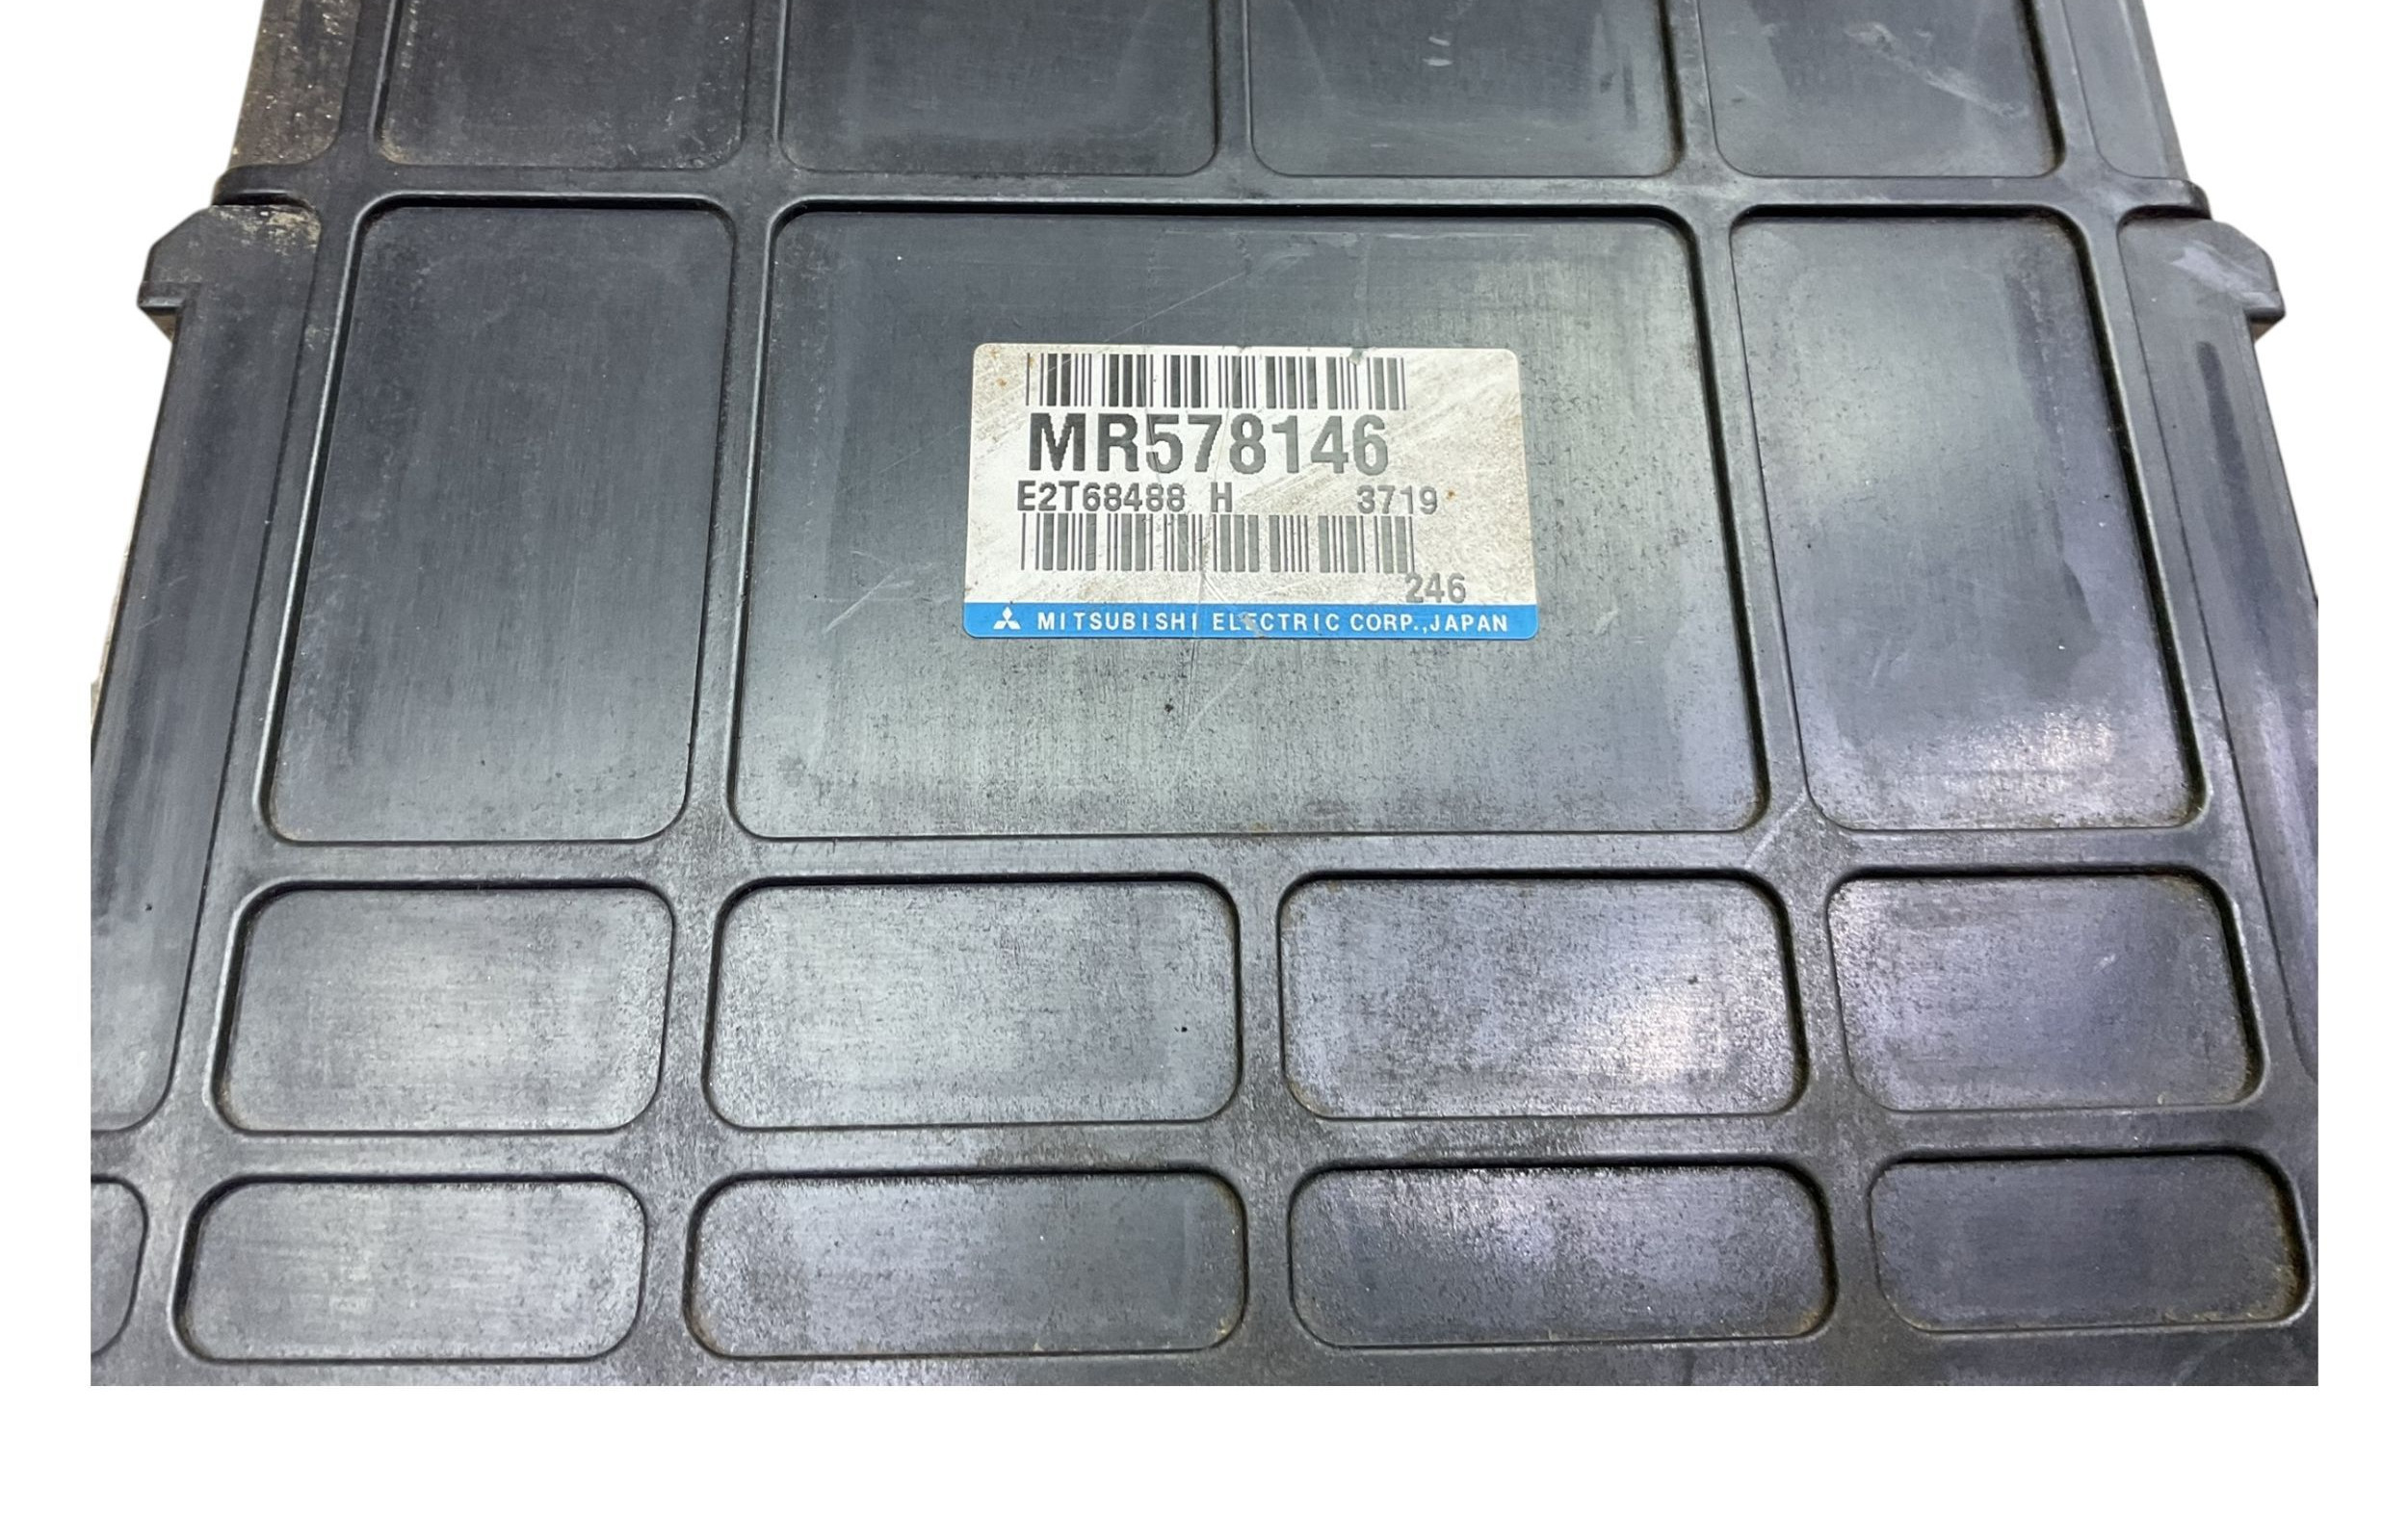 MR578146
E2T68488 H 3719
246
MITSUBISHI ELECTRIC CORP.,JAPAN